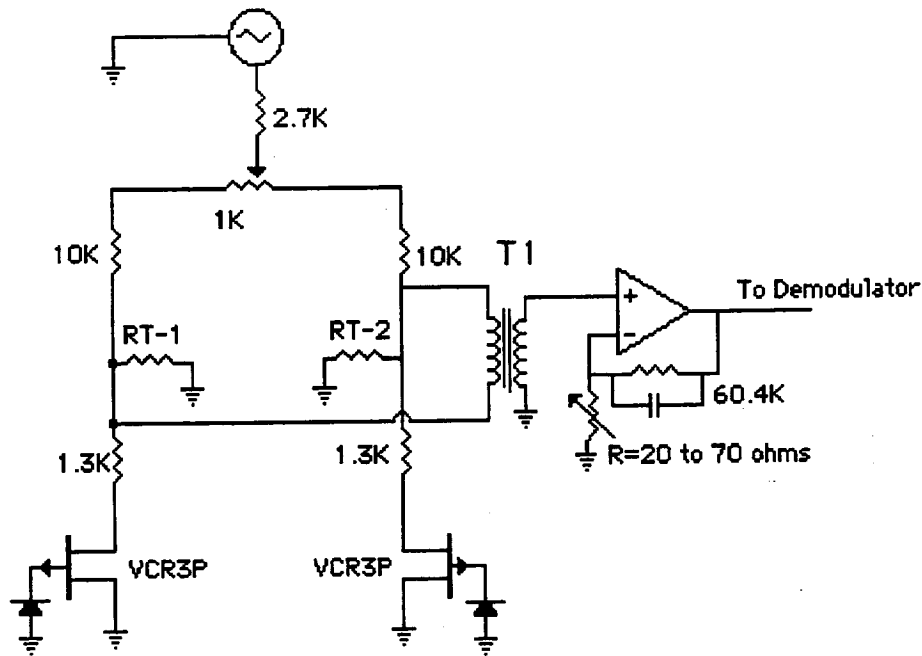 2.7K
1K
10K
10K
T1
To Demodulator
+
−
RT-1
RT-2
60.4K
R=20 to 70 ohms
1.3K
1.3K
VCR3P
VCR3P